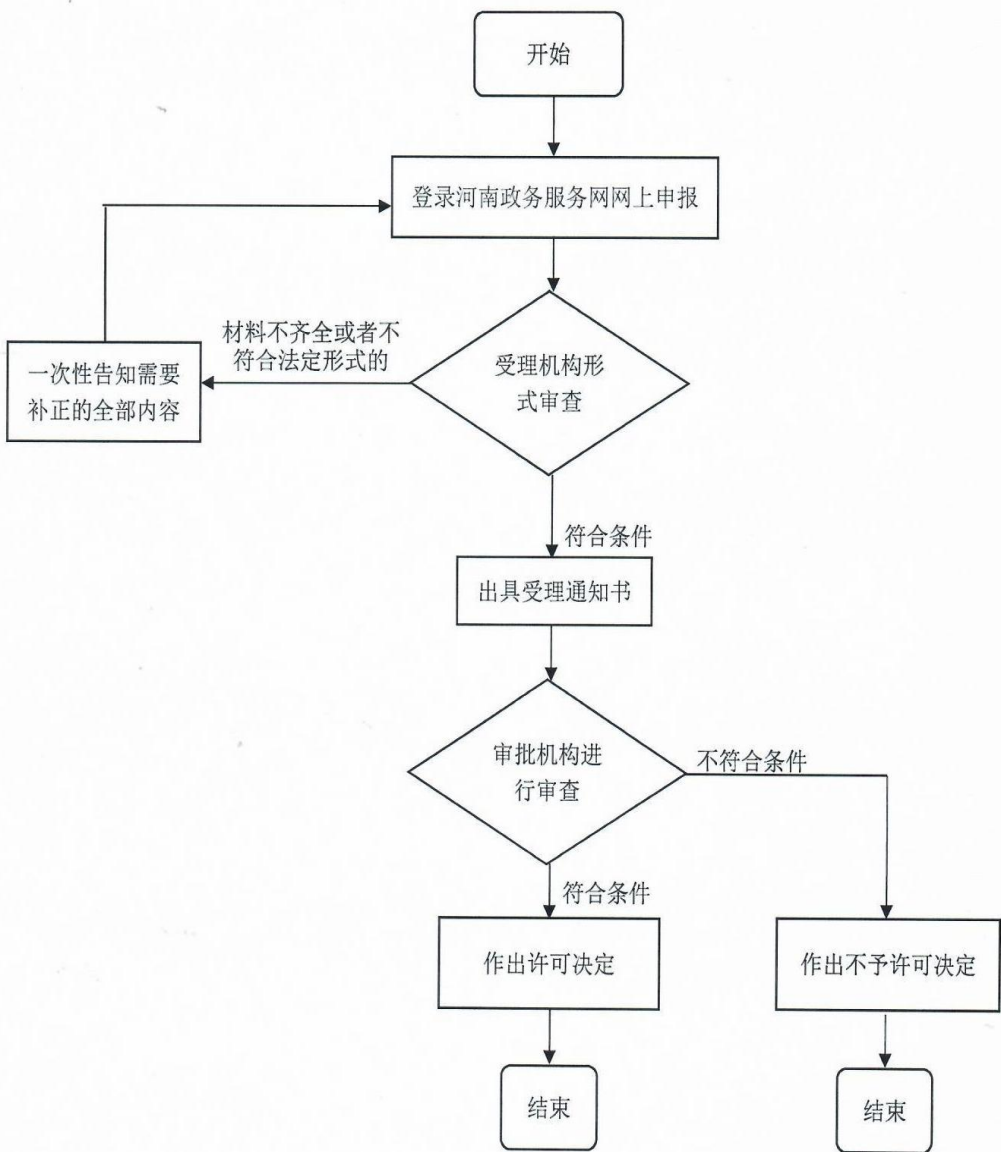 开始
登录河南政务服务网网上申报
材料不齐全或者不
符合法定形式的
一次性告知需要
补正的全部内容
受理机构形
式审查
符合条件
出具受理通知书
审批机构进
行审查
不符合条件
符合条件
作出许可决定
作出不予许可决定
结束
结束